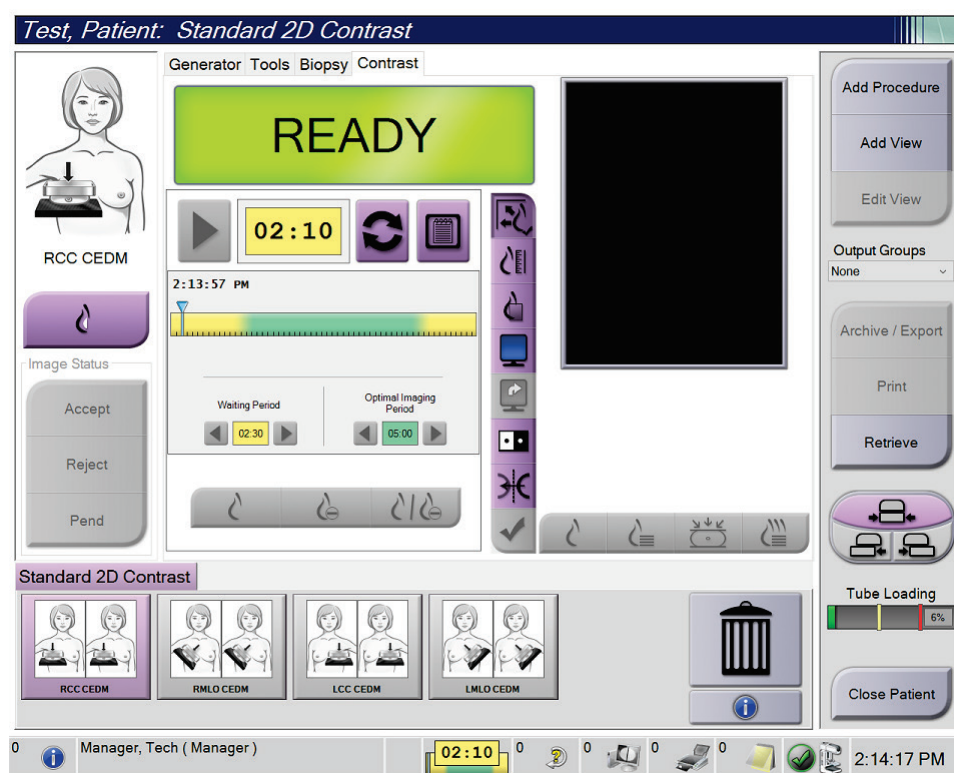 Test, Patient: Standard 2D Contrast
Generator Tools Biopsy Contrast
READY
02:10
2:13:57 PM
Waiting Period
02:30
Optimal Imaging
Period
05:00
RCC CEDM
Image Status
Accept
Reject
Pend
Add Procedure
Add View
Edit View
Output Groups
None
Archive / Export
Print
Retrieve
Tube Loading
6%
Close Patient
Standard 2D Contrast
RCC CEDM
RMLO CEDM
LCC CEDM
LMLO CEDM
0
Manager, Tech ( Manager )
02:10
0
0
0
0
2:14:17 PM